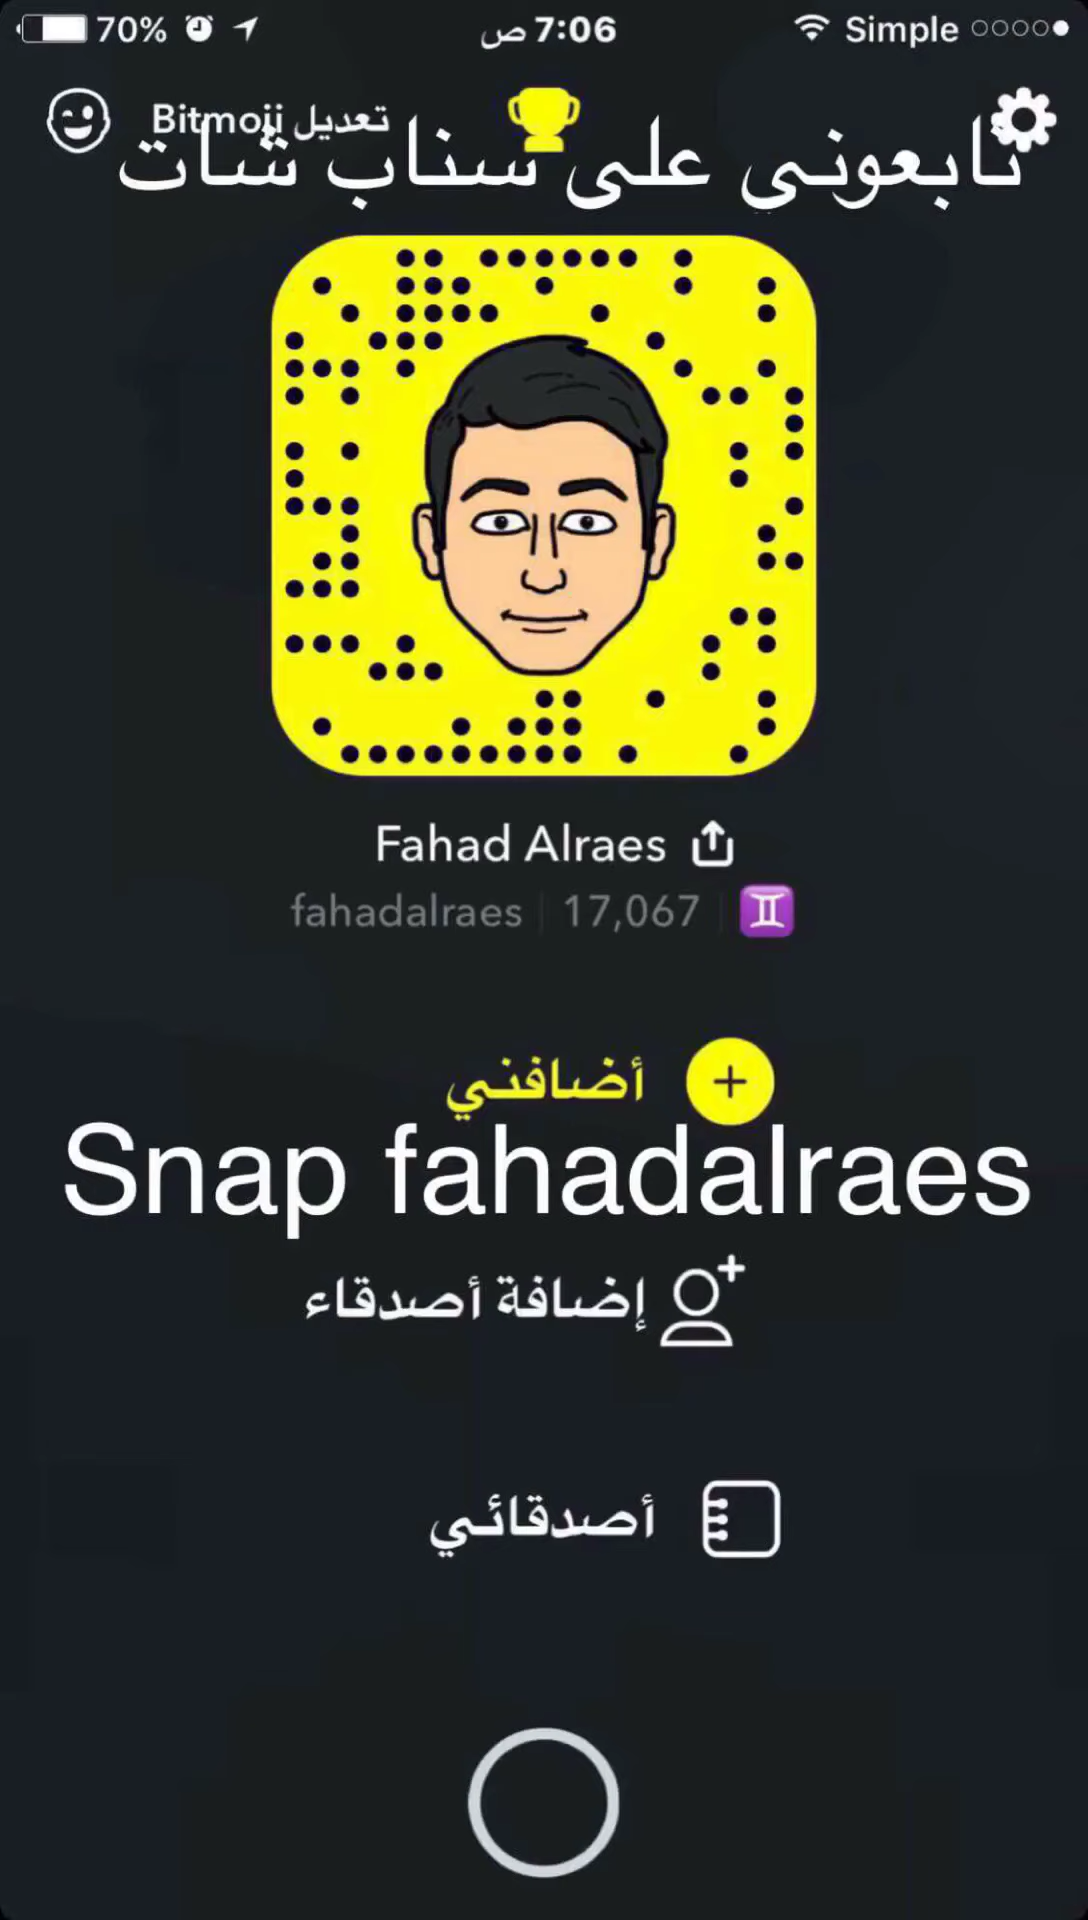 70% 7:06 ص Simple
تعديل Bitmoji
تابعوني على سناب شات
Fahad Alraes
fahadalraes | 17,067
أضافني
Snap fahadalraes
إضافة أصدقاء
أصدقائي